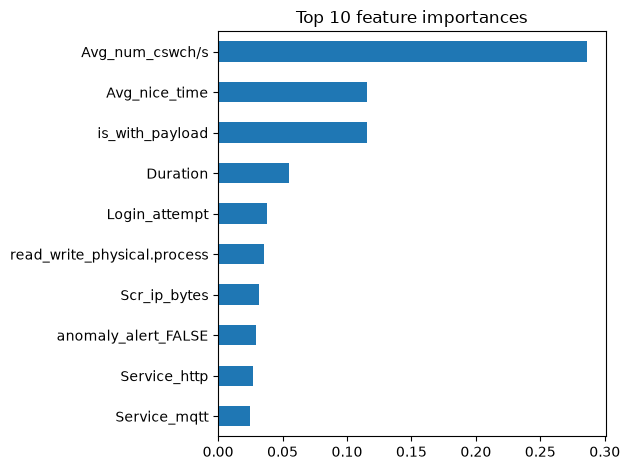 Top 10 feature importances
Avg_num_cswch/s
Avg_nice_time
is_with_payload
Duration
Login_attempt
read_write_physical.process
Scr_ip_bytes
anomaly_alert_FALSE
Service_http
Service_mqtt
0.00 0.05 0.10 0.15 0.20 0.25 0.30